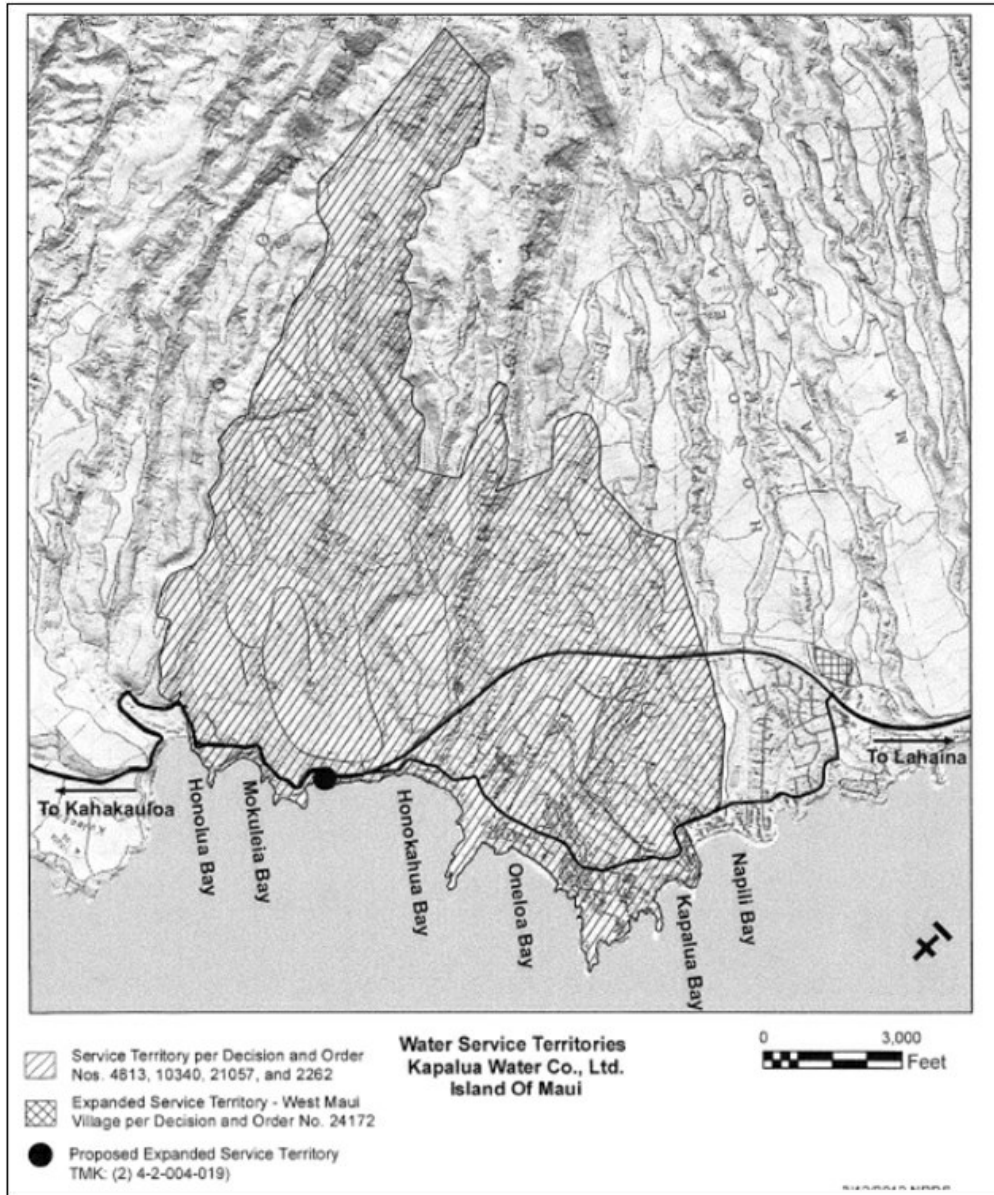 To Kahakauloa
To Lahaina
Honolua Bay
Mokuleia Bay
Honokahua Bay
Oneloa Bay
Kapalua Bay
Napili Bay
Service Territory per Decision and Order
Nos. 4813, 10340, 21057, and 2262
Expanded Service Territory - West Maui
Village per Decision and Order No. 24172
Proposed Expanded Service Territory
TMK: (2) 4-2-004-019)
Water Service Territories
Kapalua Water Co., Ltd.
Island Of Maui
0 3,000
Feet